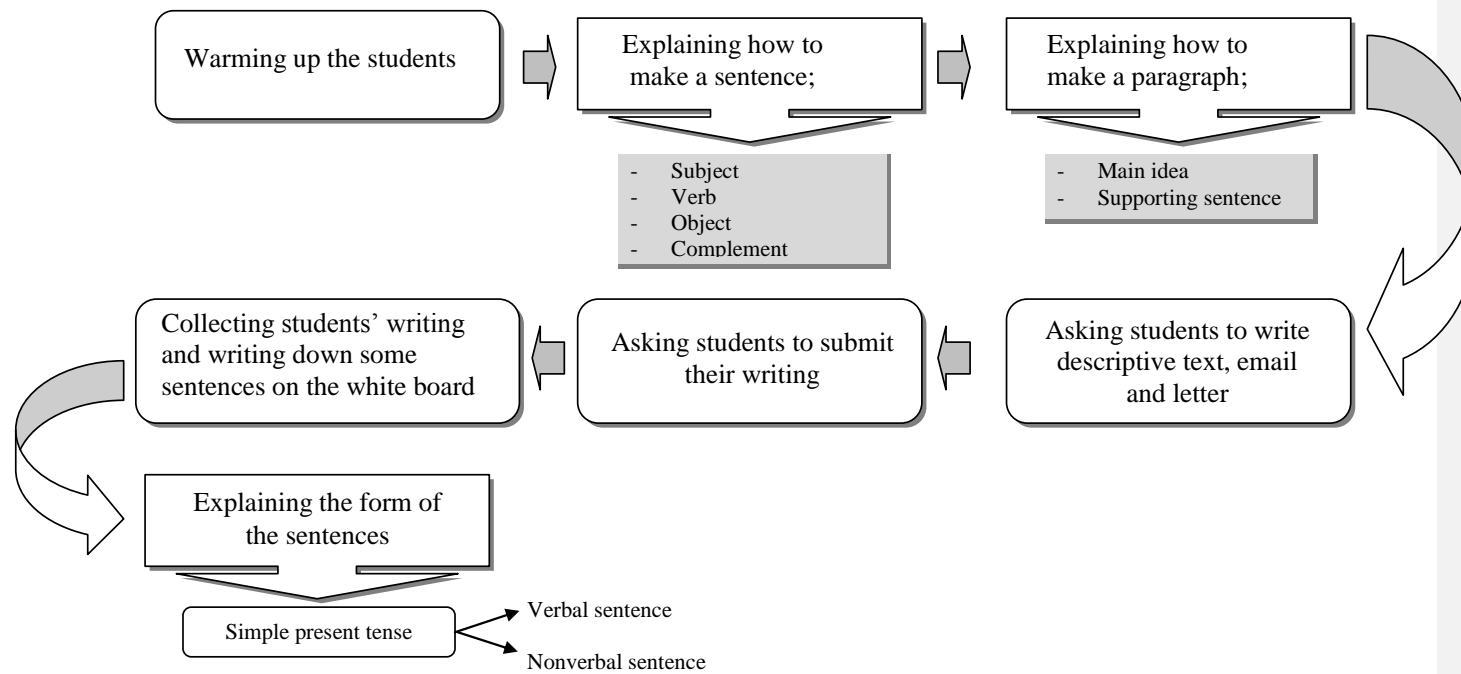 Warming up the students
Explaining how to
make a sentence;
Explaining how to
make a paragraph;
- Subject
- Verb
- Object
- Complement
- Main idea
- Supporting sentence
Asking students to write
descriptive text, email
and letter
Asking students to submit
their writing
Collecting students’ writing
and writing down some
sentences on the white board
Explaining the form of
the sentences
Simple present tense
Verbal sentence
Nonverbal sentence